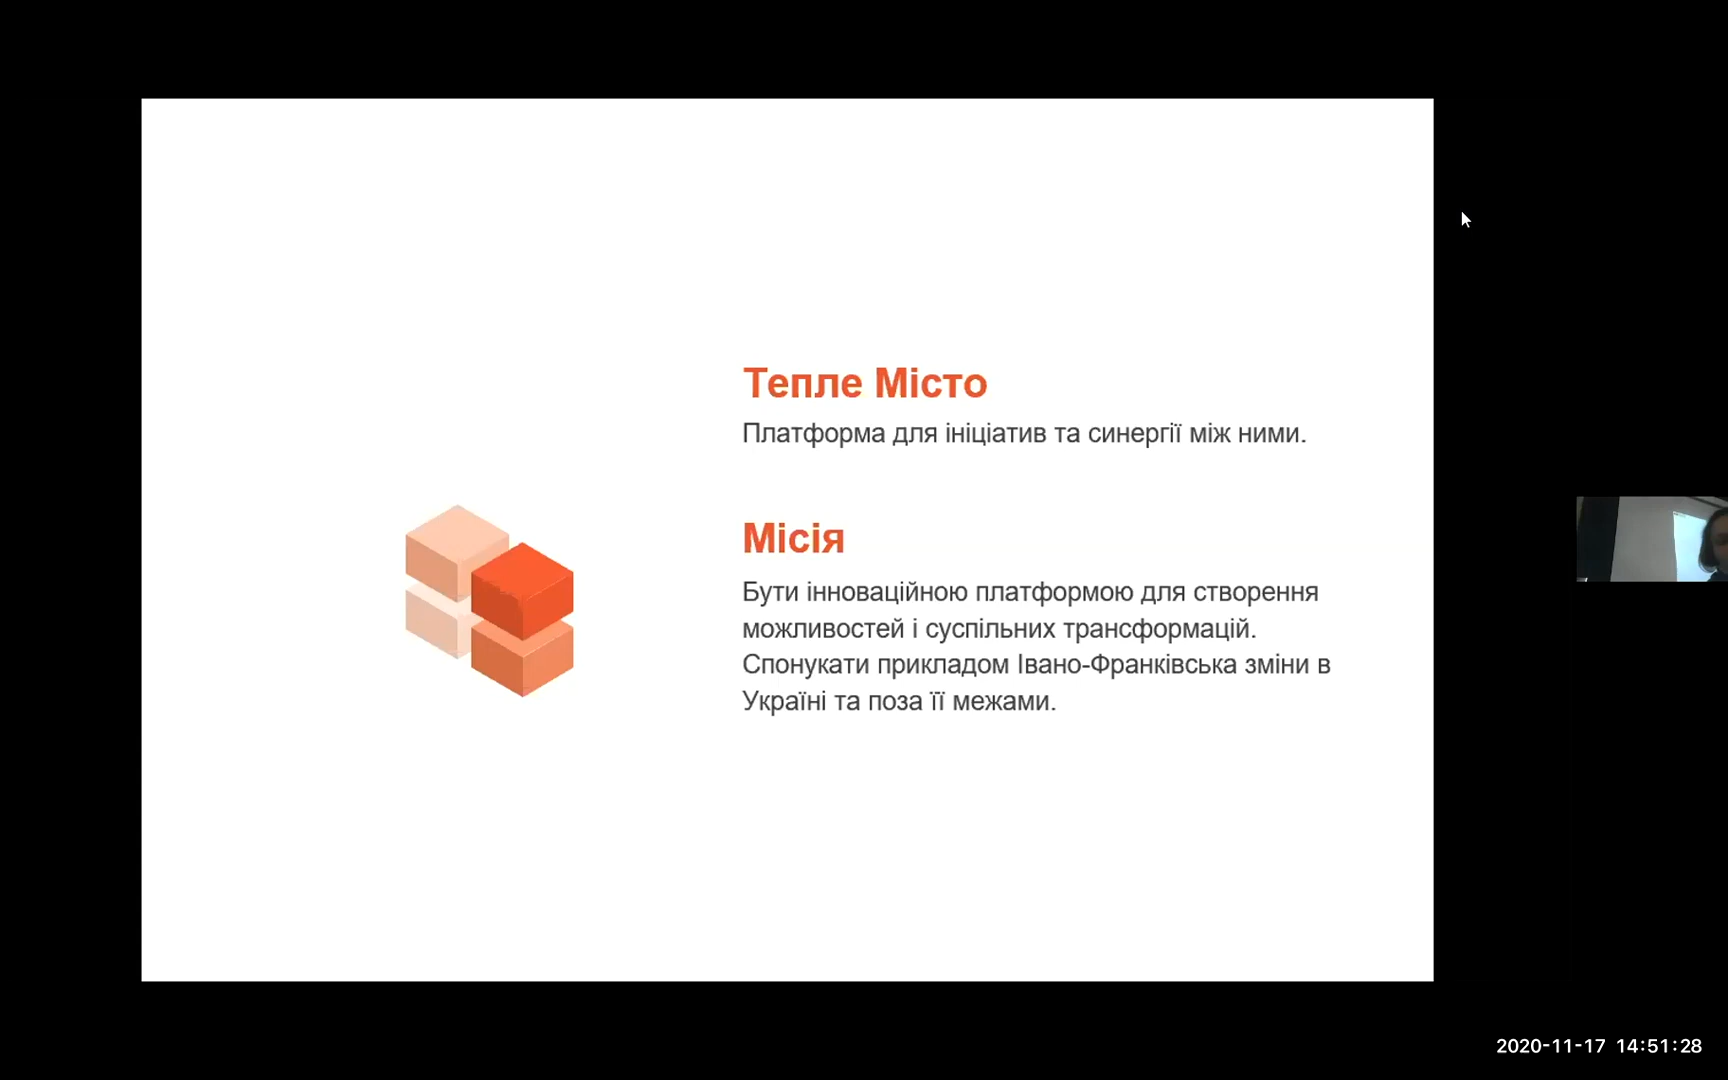 Тепле Місто
Платформа для ініціатив та синергії між ними.
Місія
Бути інноваційною платформою для створення
можливостей і суспільних трансформацій.
Спонукати прикладом Івано-Франківська зміни в
Україні та поза її межами.
2020-11-17 14:51:28